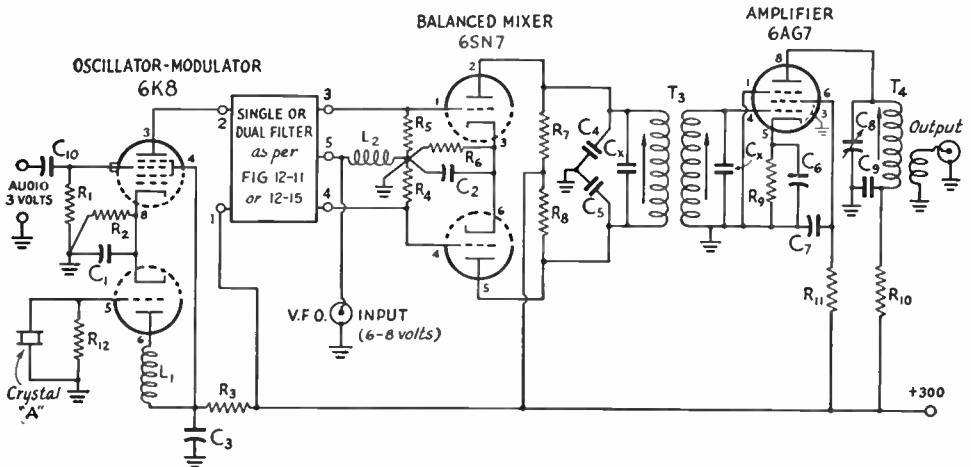 OSCILLATOR-MODULATOR
6K8
BALANCED MIXER
6SN7
AMPLIFIER
6AG7
C10
AUDIO
3 VOLTS
R1
R2
C1
3
4
8
5
6
R12
Crystal
"A"
L1
C3
R3
2
1
SINGLE OR
DUAL FILTER
as per
FIG 12-11
or 12-15
3
5
4
L2
V.F.O. INPUT
(6-8 volts)
R5
R4
R6
C2
2
1
3
6
4
5
R7
R8
C4
C5
Cx
T3
Cx
8
1
4
6
3
5
R9
C6
C7
R11
C8
C9
T4
Output
R10
+300